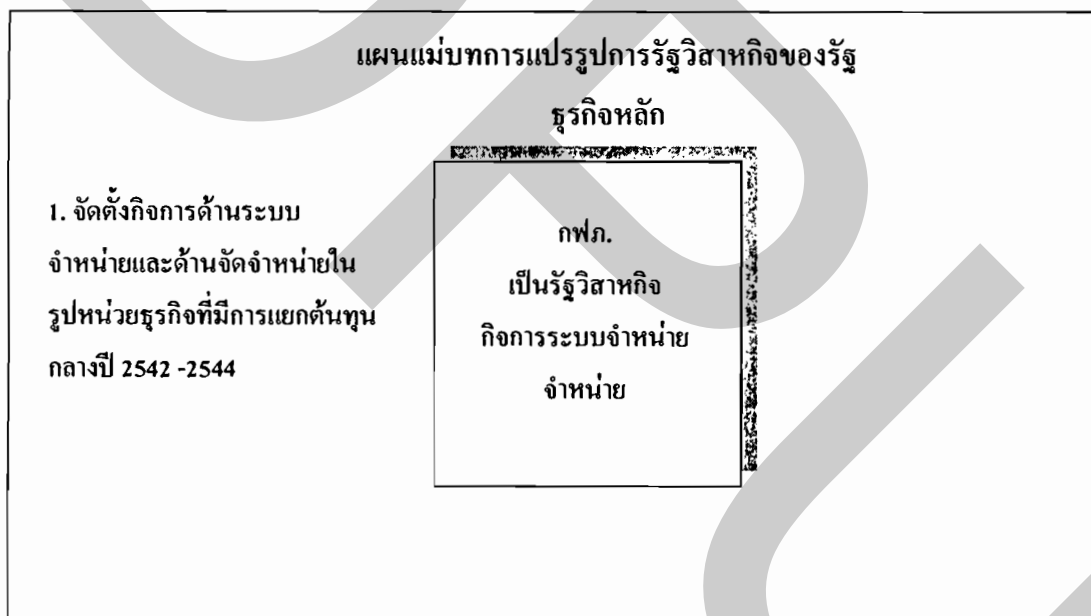 แผนแม่บทการแปรรูปการรัฐวิสาหกิจของรัฐ
ธุรกิจหลัก
1. จัดตั้งกิจการด้านระบบ
จำหน่ายและด้านจัดจำหน่ายใน
รูปหน่วยธุรกิจที่มีการแยกต้นทุน
กลางปี 2542 -2544
กฟภ.
เป็นรัฐวิสาหกิจ
กิจการระบบจำหน่าย
จำหน่าย